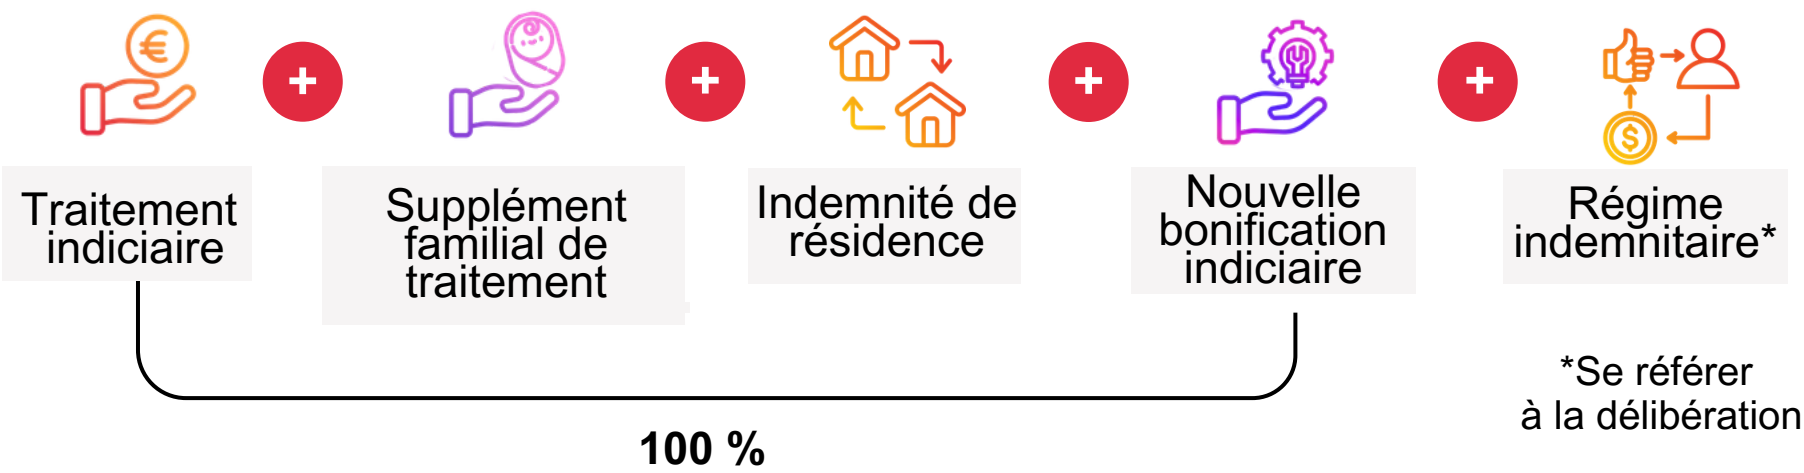 Traitement
indiciaire
Supplément
familial de
traitement
Indemnité de
résidence
Nouvelle
bonification
indiciaire
Régime
indemnitaire*
*Se référer
à la délibération
100 %